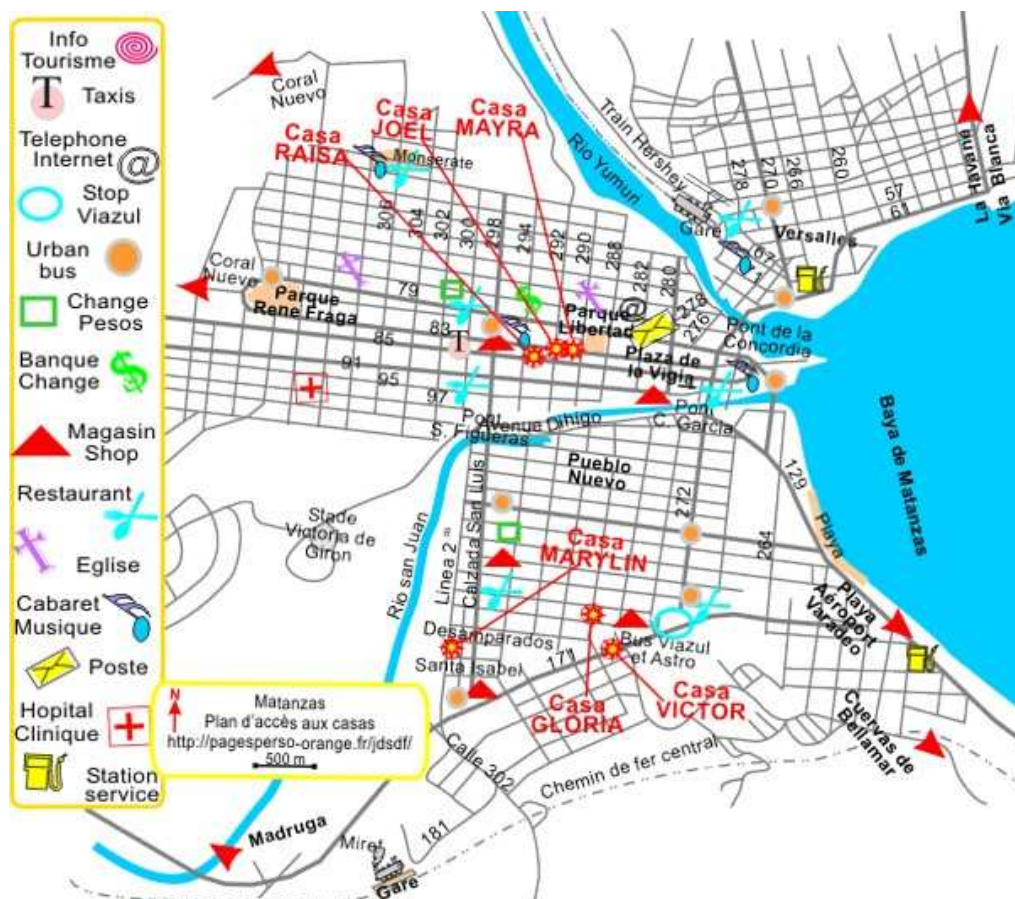 Info
Tourisme
T
Taxis
Telephone
Internet
@
Stop
Viazul
Urban
bus
Change
Pesos
Banque
Change
$
Magasin
Shop
Restaurant
Eglise
Cabaret
Musique
Poste
Hopital
Clinique
Station
service
N
Matanzas
Plan d'accès aux casas
http://pagesperso-orange.fr/jdsdf/
500 m
Coral
Nuevo
Casa
RAISA
Casa
JOEL
Casa
MAYRA
Monserate
Train Hershey
Rio Yumuri
Gare
278
270
266
260
57
61
La Havane
Via Blanca
Versalles
67
1
306
304
302
300
298
294
292
290
288
282
280
278
276
@
Coral
Nuevo
Parque
Rene Fraga
79
83
85
91
95
97
T
$
Parque
Libertad
Plaza de
la Vigia
Pont de la
Concordia
Pont
S. Figueras
Avenue Dihigo
Pont
C. Garcia
Baya de Matanzas
Pueblo
Nuevo
272
264
129
Playa
Stade
Victoria de
Giron
Rio san Juan
Linea 2
Calzada San Luis
Casa
MARYLIN
Playa
Aéroport
Varadeo
Desamparados
Santa Isabel
171
Bus Viazul
et Astro
Casa
GLORIA
Casa
VICTOR
Cuervas de
Bellamar
Calle 302
Chemin de fer central
Madruga
181
Miret
Gare